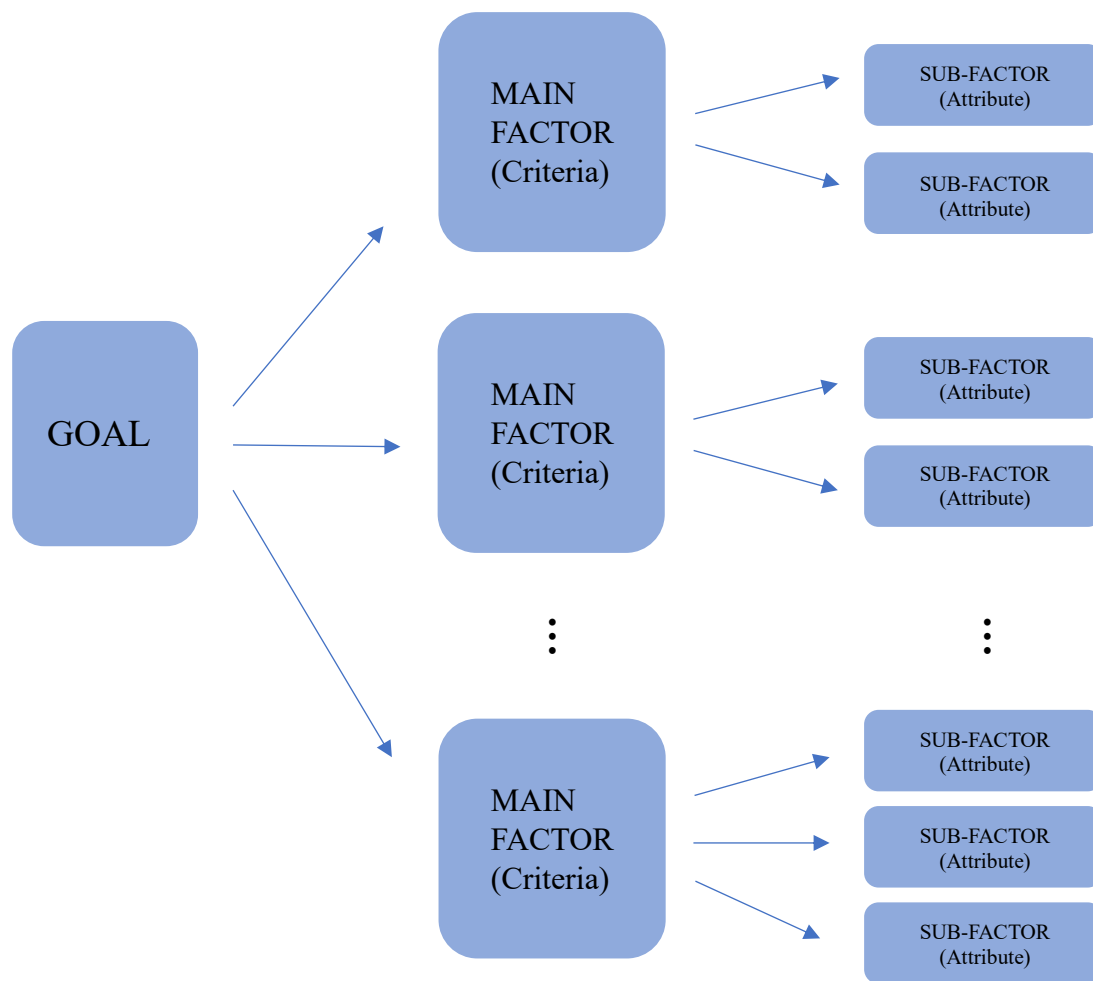 GOAL
MAIN
FACTOR
(Criteria)
SUB-FACTOR
(Attribute)
SUB-FACTOR
(Attribute)
MAIN
FACTOR
(Criteria)
SUB-FACTOR
(Attribute)
SUB-FACTOR
(Attribute)
MAIN
FACTOR
(Criteria)
SUB-FACTOR
(Attribute)
SUB-FACTOR
(Attribute)
SUB-FACTOR
(Attribute)